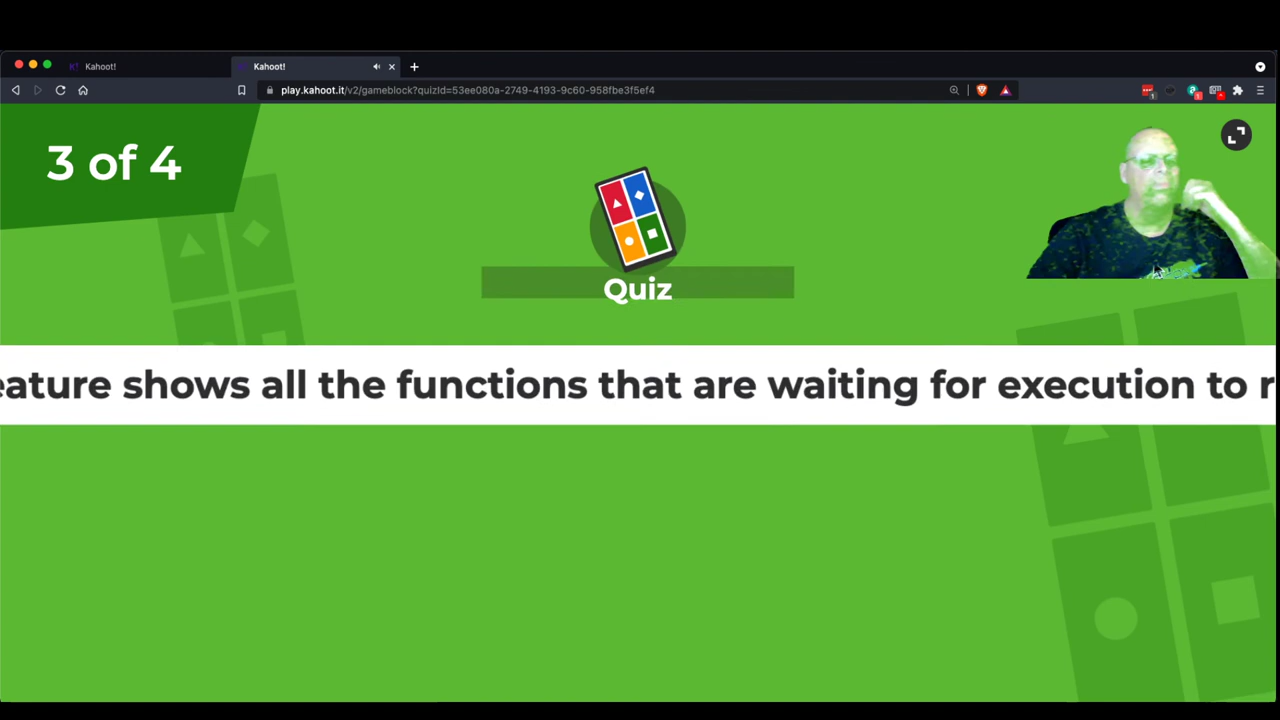 Kahoot!
Kahoot!
play.kahoot.it/v2/gameblock?quizId=53ee080a-2749-4193-9c60-958fbe3f5ef4
3 of 4
Quiz
eature shows all the functions that are waiting for execution to r